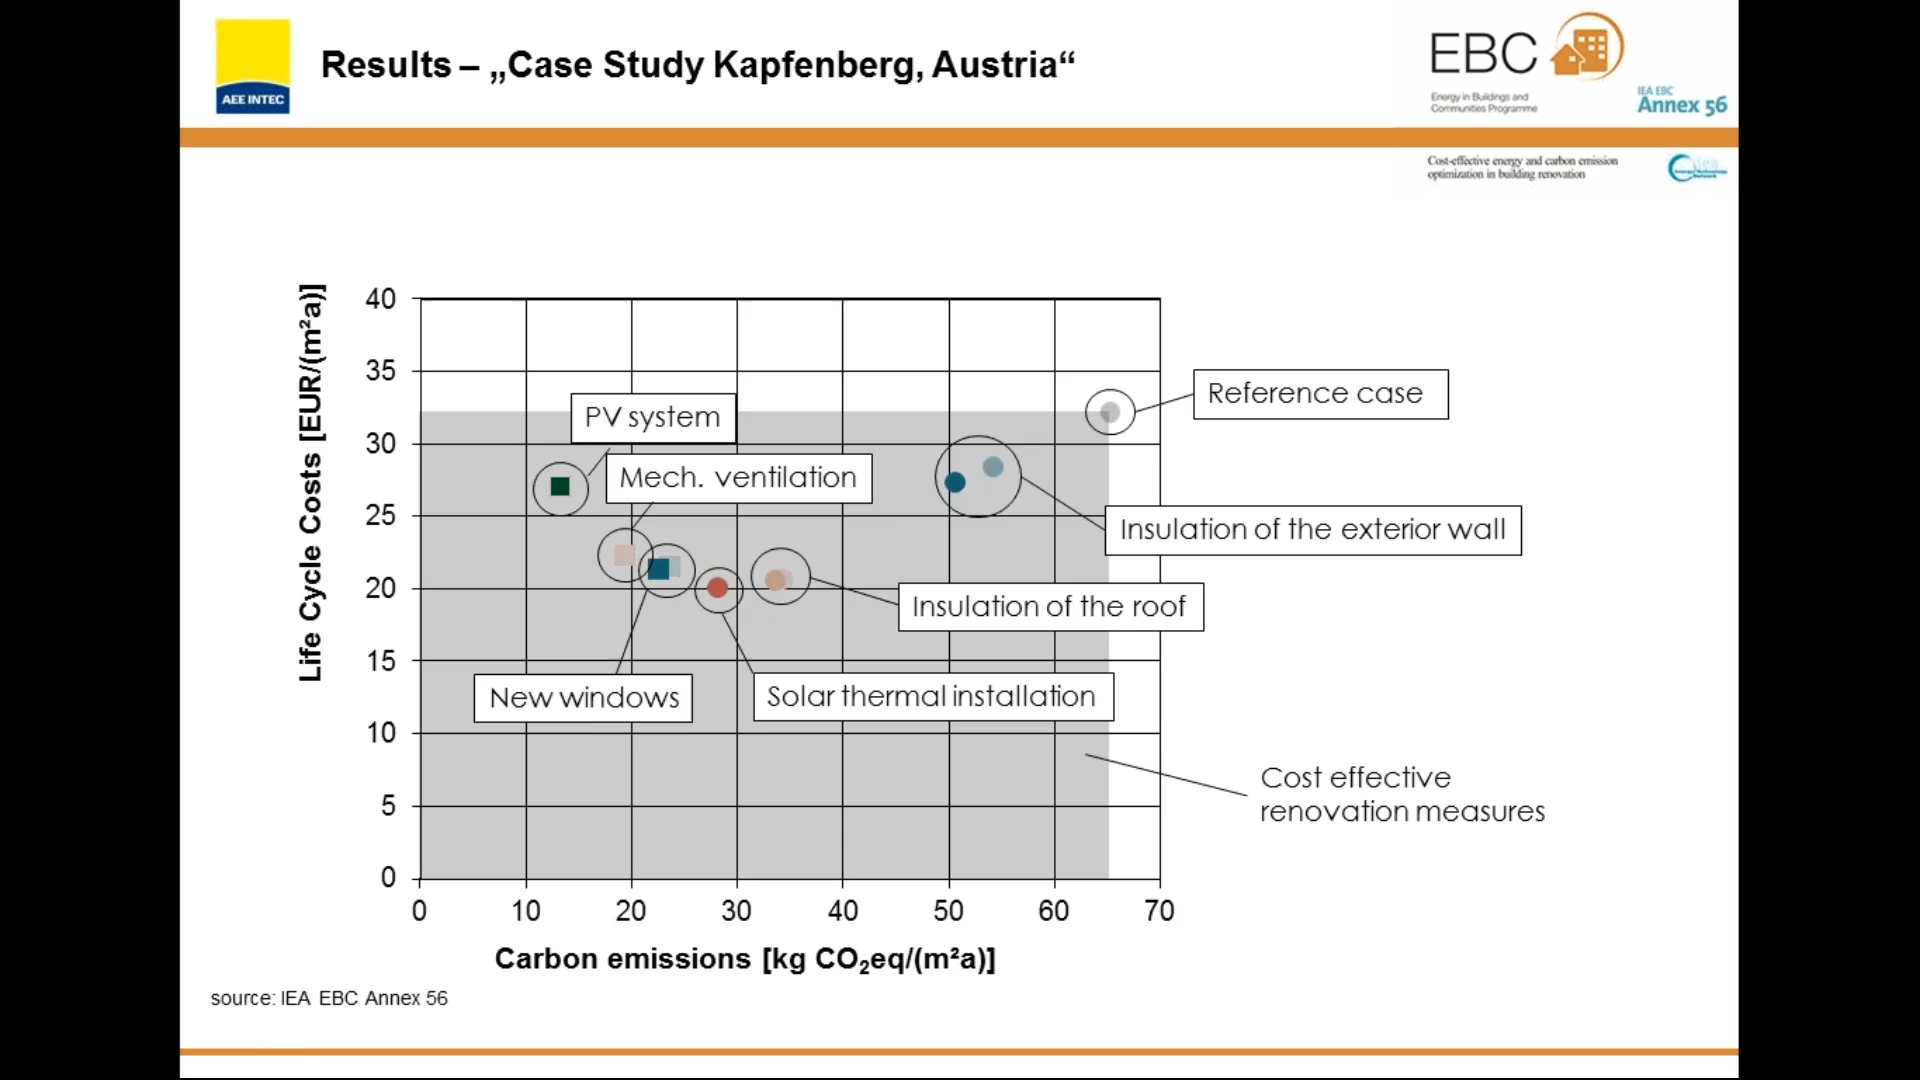 AEE INTEC
Results – „Case Study Kapfenberg, Austria“
EBC
Energy in Buildings and
Communities Programme
IEA EBC
Annex 56
Cost-effective energy and carbon emission
optimization in building renovation
iea
Life Cycle Costs [EUR/(m²a)]
40
35
30
25
20
15
10
5
0
PV system
Mech. ventilation
Reference case
Insulation of the exterior wall
Insulation of the roof
New windows
Solar thermal installation
Cost effective
renovation measures
0 10 20 30 40 50 60 70
Carbon emissions [kg CO₂eq/(m²a)]
source: IEA EBC Annex 56